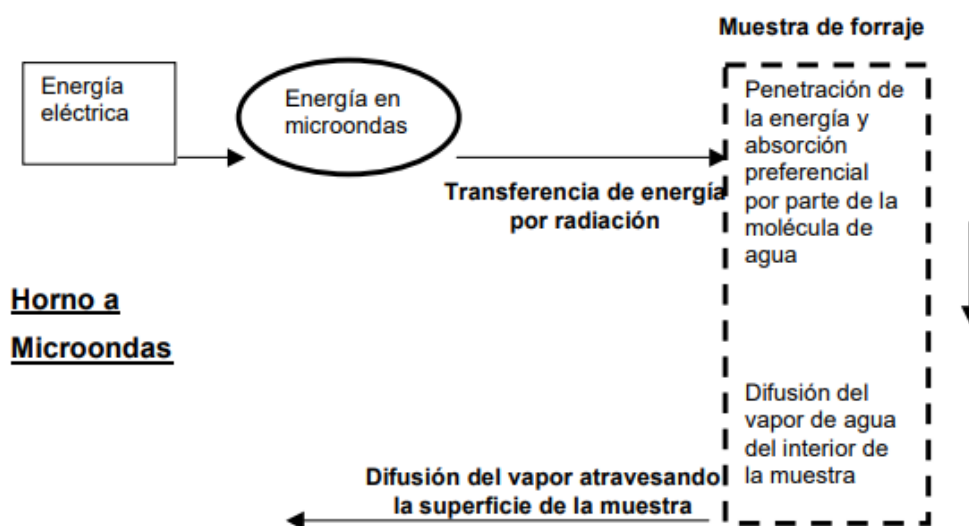 Muestra de forraje
Energía
eléctrica
Energía en
microondas
Penetración de
la energía y
absorción
preferencial
por parte de la
molécula de
agua
Transferencia de energía
por radiación
Horno a
Microondas
Difusión del
vapor de agua
del interior de
la muestra
Difusión del vapor atravesando
la superficie de la muestra